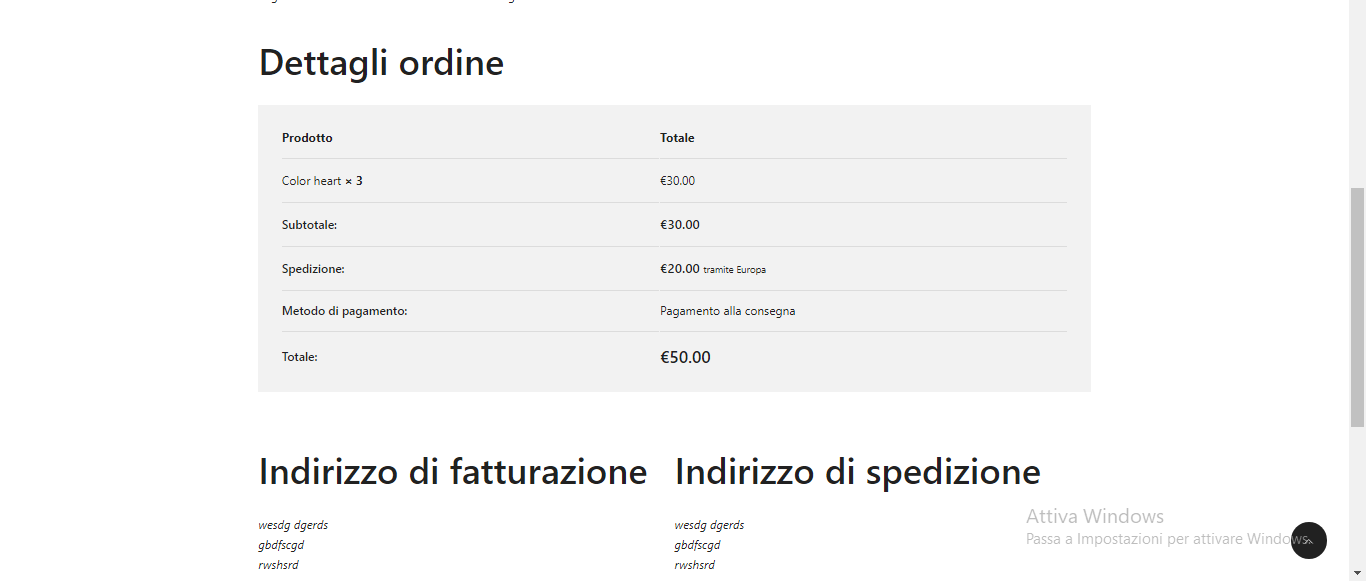 Dettagli ordine
Prodotto Totale
Color heart × 3 €30.00
Subtotale: €30.00
Spedizione: €20.00 tramite Europa
Metodo di pagamento: Pagamento alla consegna
Totale: €50.00
Indirizzo di fatturazione Indirizzo di spedizione
wesdg dgerds wesdg dgerds
gbdfscgd gbdfscgd
rwshsrd rwshsrd
Attiva Windows
Passa a Impostazioni per attivare Windows.